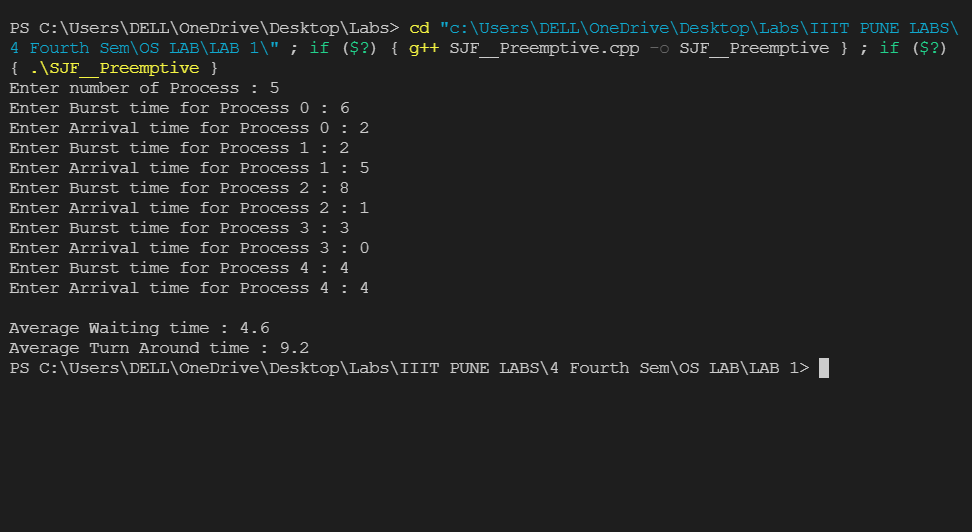 PS C:\Users\DELL\OneDrive\Desktop\Labs> cd "c:\Users\DELL\OneDrive\Desktop\Labs\IIIT PUNE LABS\
4 Fourth Sem\OS LAB\LAB 1\" ; if ($?) { g++ SJF__Preemptive.cpp -o SJF__Preemptive } ; if ($?)
{ .\SJF__Preemptive }
Enter number of Process : 5
Enter Burst time for Process 0 : 6
Enter Arrival time for Process 0 : 2
Enter Burst time for Process 1 : 2
Enter Arrival time for Process 1 : 5
Enter Burst time for Process 2 : 8
Enter Arrival time for Process 2 : 1
Enter Burst time for Process 3 : 3
Enter Arrival time for Process 3 : 0
Enter Burst time for Process 4 : 4
Enter Arrival time for Process 4 : 4
Average Waiting time : 4.6
Average Turn Around time : 9.2
PS C:\Users\DELL\OneDrive\Desktop\Labs\IIIT PUNE LABS\4 Fourth Sem\OS LAB\LAB 1>